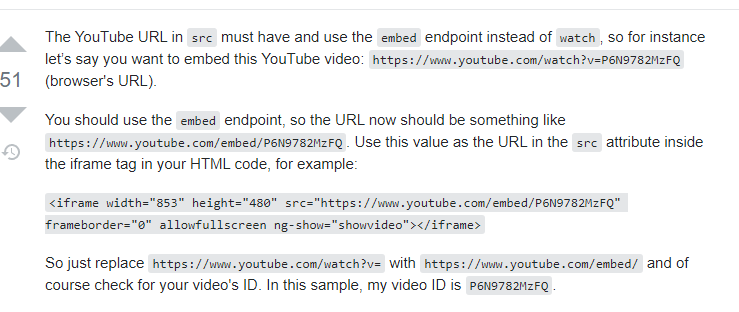 The YouTube URL in src must have and use the embed endpoint instead of watch, so for instance
let's say you want to embed this YouTube video: https://www.youtube.com/watch?v=P6N9782MzFQ
51
(browser's URL).
You should use the embed endpoint, so the URL now should be something like
https://www.youtube.com/embed/P6N9782MzFQ. Use this value as the URL in the src attribute inside
the iframe tag in your HTML code, for example:
<iframe width="853" height="480" src="https://www.youtube.com/embed/P6N9782MzFQ"
frameborder="0" allowfullscreen ng-show="showvideo"></iframe>
So just replace https://www.youtube.com/watch?v= with https://www.youtube.com/embed/ and of
course check for your video's ID. In this sample, my video ID is P6N9782MzFQ.